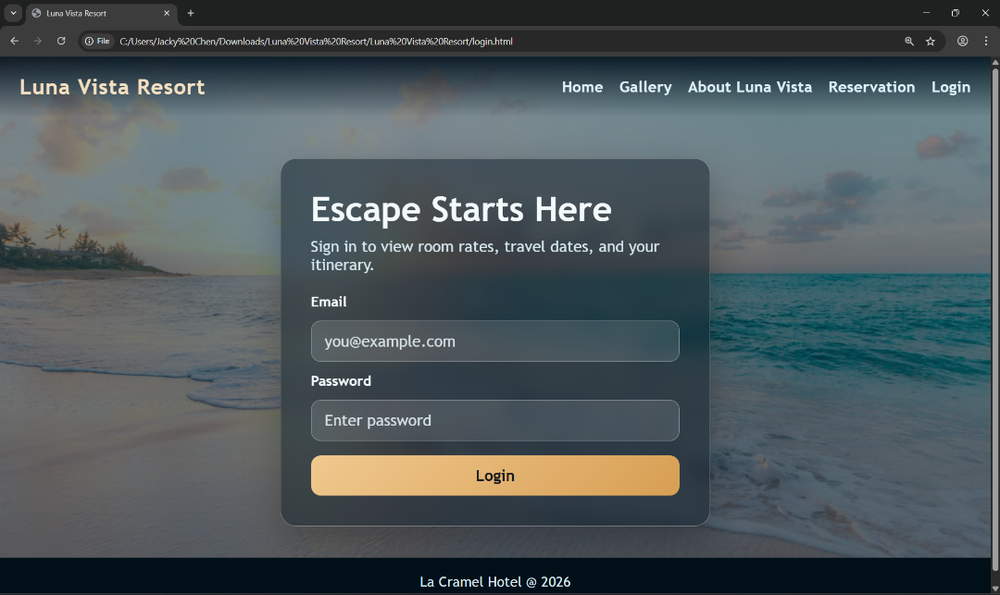 Luna Vista Resort
File C:/Users/Jacky%20Chen/Downloads/Luna%20Vista%20Resort/Luna%20Vista%20Resort/login.html
Luna Vista Resort Home Gallery About Luna Vista Reservation Login
Escape Starts Here
Sign in to view room rates, travel dates, and your
itinerary.
Email
you@example.com
Password
Enter password
Login
La Cramel Hotel @ 2026